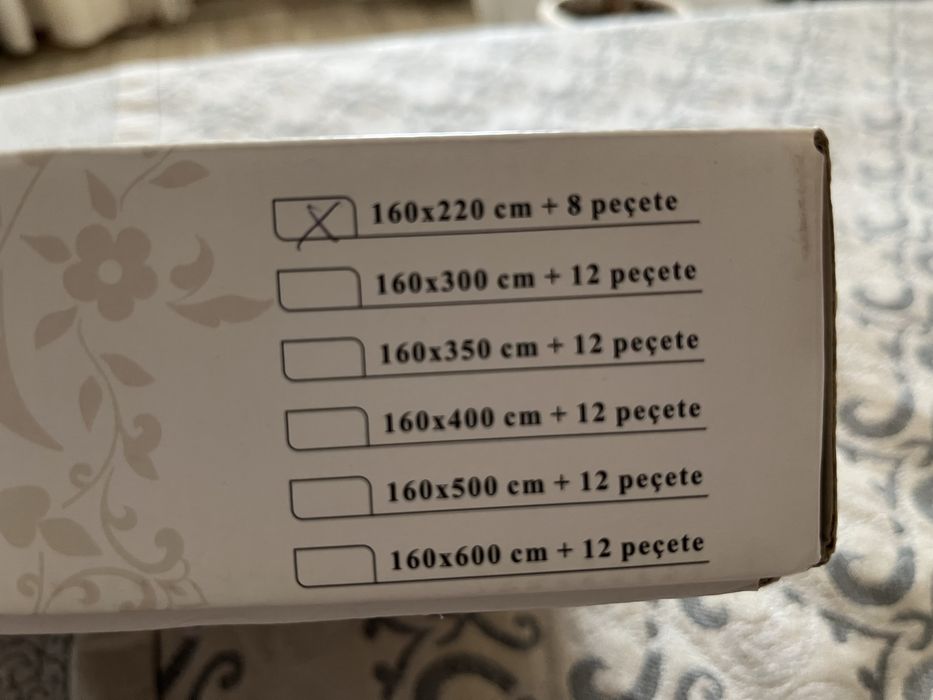 160x220 cm + 8 peçete
160x300 cm + 12 peçete
160x350 cm + 12 peçete
160x400 cm + 12 peçete
160x500 cm + 12 peçete
160x600 cm + 12 peçete